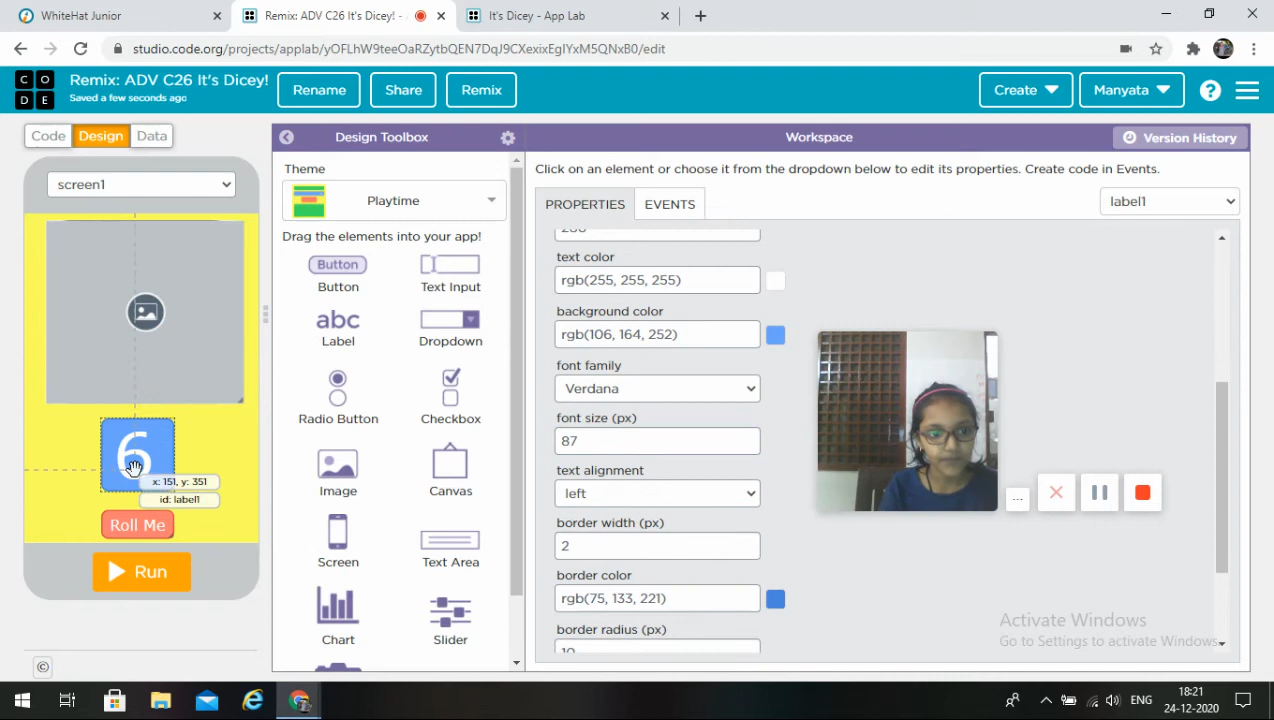 WhiteHat Junior
Remix: ADV C26 It's Dicey! -
It's Dicey - App Lab
studio.code.org/projects/applab/yOFLhW9teeOaRZytbQEN7DqJ9CXexixEgIYxM5QNxB0/edit
C O
D E
Remix: ADV C26 It's Dicey!
Saved a few seconds ago
Rename
Share
Remix
Create
Manyata
?
Code
Design
Data
Design Toolbox
Workspace
Version History
screen1
Theme
Playtime
Drag the elements into your app!
Button
Button
Text Input
abc
Label
Dropdown
Radio Button
Checkbox
Image
Canvas
Screen
Text Area
Chart
Slider
Click on an element or choose it from the dropdown below to edit its properties. Create code in Events.
PROPERTIES
EVENTS
label1
text color
rgb(255, 255, 255)
background color
rgb(106, 164, 252)
font family
Verdana
font size (px)
87
text alignment
left
border width (px)
2
border color
rgb(75, 133, 221)
border radius (px)
10
6
x: 151, y: 351
id: label1
Roll Me
Run
...
Activate Windows
Go to Settings to activate Windows.
©
ENG
18:21
24-12-2020